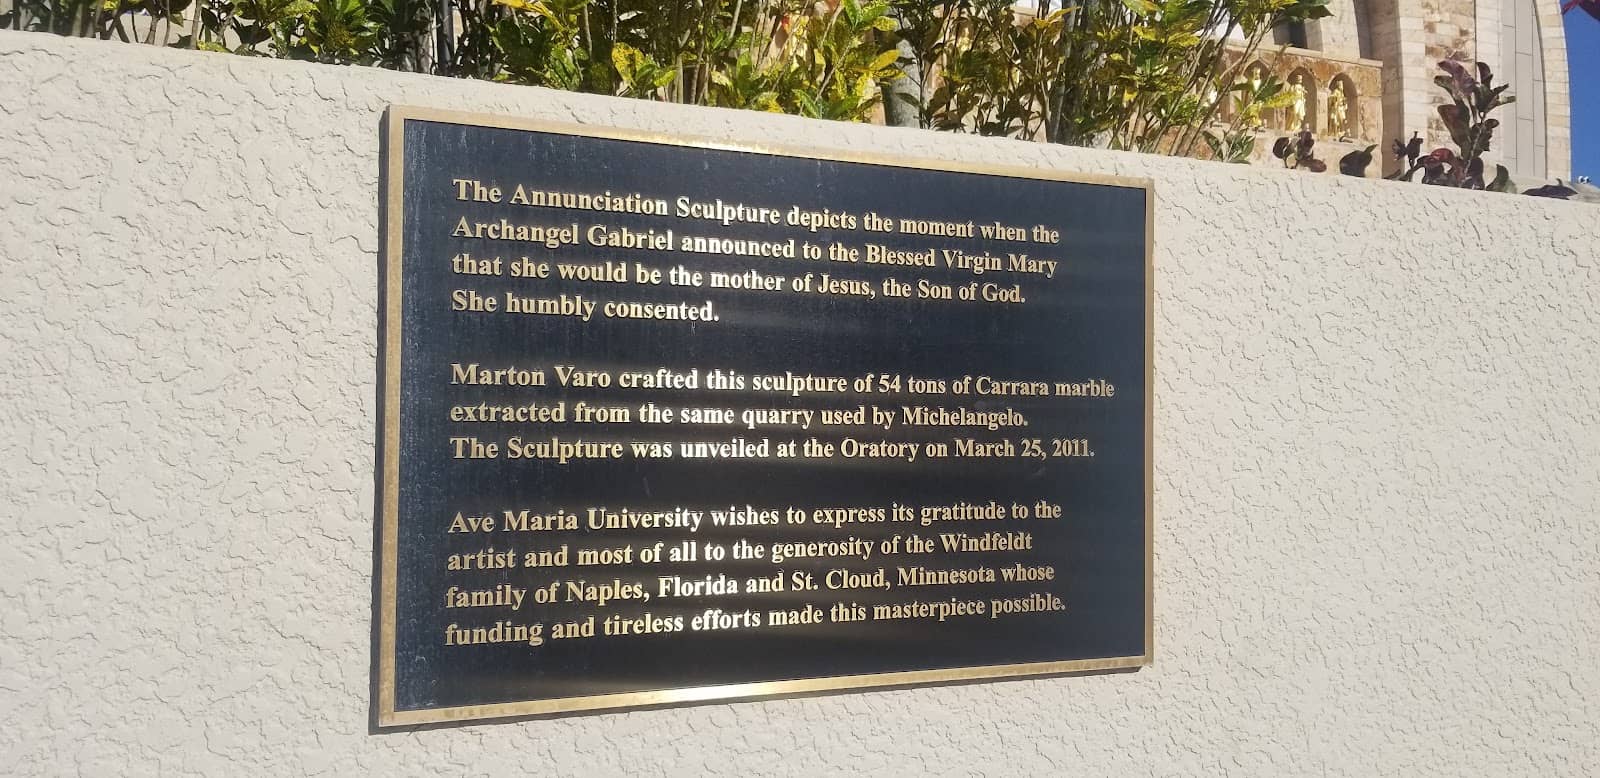 The Annunciation Sculpture depicts the moment when the
Archangel Gabriel announced to the Blessed Virgin Mary
that she would be the mother of Jesus, the Son of God.
She humbly consented.
Marton Varo crafted this sculpture of 54 tons of Carrara marble
extracted from the same quarry used by Michelangelo.
The Sculpture was unveiled at the Oratory on March 25, 2011.
Ave Maria University wishes to express its gratitude to the
artist and most of all to the generosity of the Windfeldt
family of Naples, Florida and St. Cloud, Minnesota whose
funding and tireless efforts made this masterpiece possible.